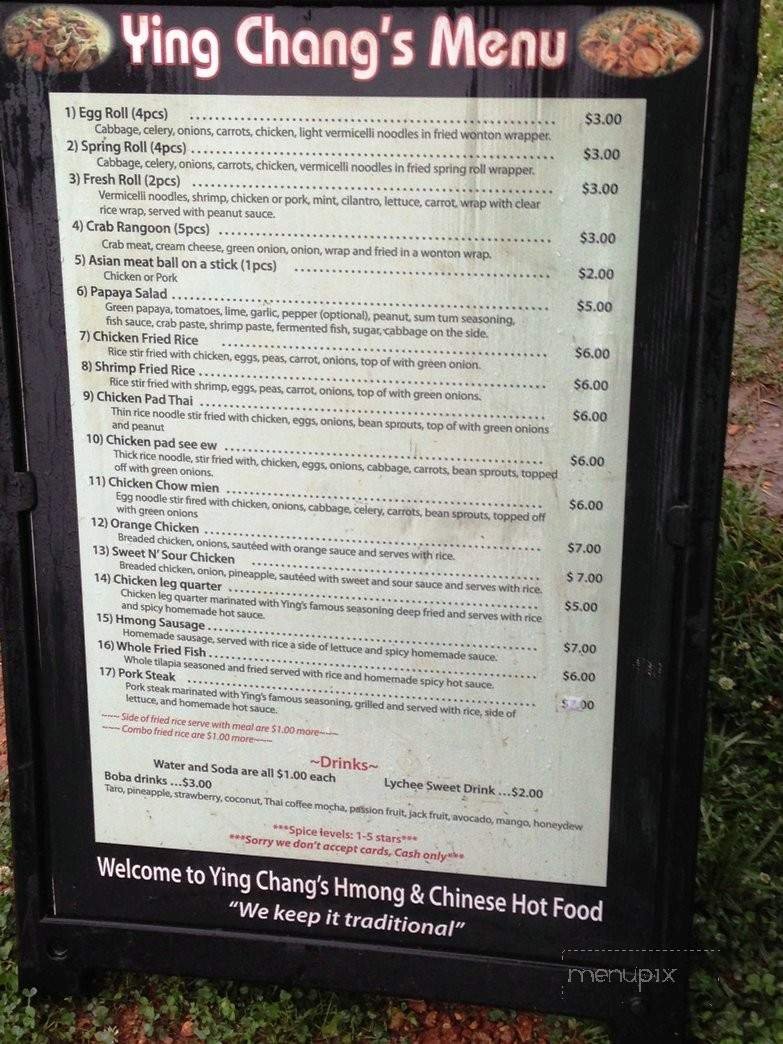 Ying Chang's Menu
1) Egg Roll (4pcs) ........................................ $3.00
Cabbage, celery, onions, carrots, chicken, light vermicelli noodles in fried wonton wrapper.
2) Spring Roll (4pcs) ........................................ $3.00
Cabbage, celery, onions, carrots, chicken, vermicelli noodles in fried spring roll wrapper.
3) Fresh Roll (2pcs) ........................................ $3.00
Vermicelli noodles, shrimp, chicken or pork, mint, cilantro, lettuce, carrot, wrap with clear
rice wrap, served with peanut sauce.
4) Crab Rangoon (5pcs) ........................................ $3.00
Crab meat, cream cheese, green onion, onion, wrap and fried in a wonton wrap.
5) Asian meat ball on a stick (1pcs) ........................................ $2.00
Chicken or Pork
6) Papaya Salad ........................................ $5.00
Green papaya, tomatoes, lime, garlic, pepper (optional), peanut, sum tum seasoning,
fish sauce, crab paste, shrimp paste, fermented fish, sugar, cabbage on the side.
7) Chicken Fried Rice ........................................ $6.00
Rice stir fried with chicken, eggs, peas, carrot, onions, top of with green onion.
8) Shrimp Fried Rice ........................................ $6.00
Rice stir fried with shrimp, eggs, peas, carrot, onions, top of with green onions.
9) Chicken Pad Thai ........................................ $6.00
Thin rice noodle stir fried with chicken, eggs, onions, bean sprouts, top of with green onions
and peanut
10) Chicken pad see ew ........................................ $6.00
Thick rice noodle, stir fried with, chicken, eggs, onions, cabbage, carrots, bean sprouts, topped
off with green onions.
11) Chicken Chow mien ........................................ $6.00
Egg noodle stir fired with chicken, onions, cabbage, celery, carrots, bean sprouts, topped off
with green onions
12) Orange Chicken ........................................ $7.00
Breaded chicken, onions, sautéed with orange sauce and serves with rice.
13) Sweet N' Sour Chicken ........................................ $ 7.00
Breaded chicken, onion, pineapple, sautéed with sweet and sour sauce and serves with rice.
14) Chicken leg quarter ........................................ $5.00
Chicken leg quarter marinated with Ying's famous seasoning deep fried and serves with rice
and spicy homemade hot sauce.
15) Hmong Sausage ........................................ $7.00
Homemade sausage, served with rice a side of lettuce and spicy homemade sauce.
16) Whole Fried Fish ........................................ $6.00
Whole tilapia seasoned and fried served with rice and homemade spicy hot sauce.
17) Pork Steak ........................................
Pork steak marinated with Ying's famous seasoning, grilled and served with rice, side of
lettuce, and homemade hot sauce.
~~~~ Side of fried rice serve with meal are $1.00 more~~~~
~~~~ Combo fried rice are $1.00 more~~~~
~Drinks~
Water and Soda are all $1.00 each
Boba drinks ...$3.00 Lychee Sweet Drink ...$2.00
Taro, pineapple, strawberry, coconut, Thai coffee mocha, passion fruit, jack fruit, avocado, mango, honeydew
***Spice levels: 1-5 stars***
***Sorry we don't accept cards, Cash only***
Welcome to Ying Chang's Hmong & Chinese Hot Food
"We keep it traditional"
menupix